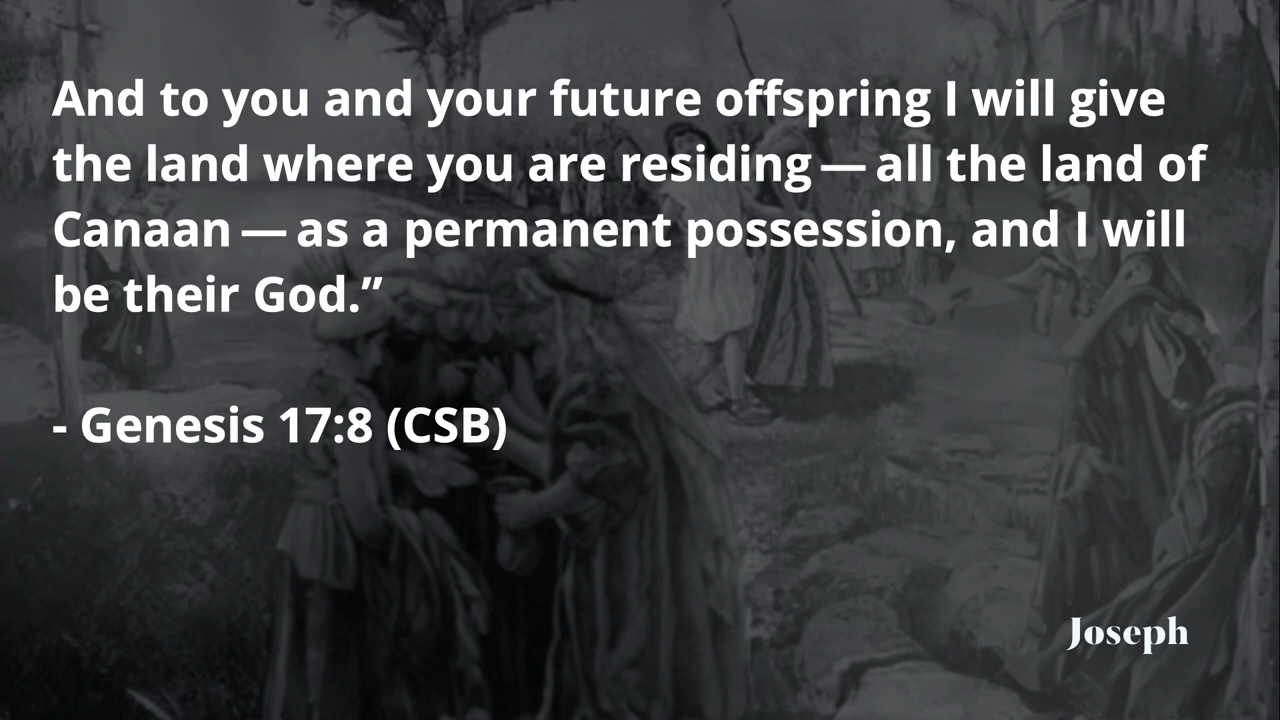 And to you and your future offspring I will give
the land where you are residing — all the land of
Canaan — as a permanent possession, and I will
be their God.”
- Genesis 17:8 (CSB)
Joseph